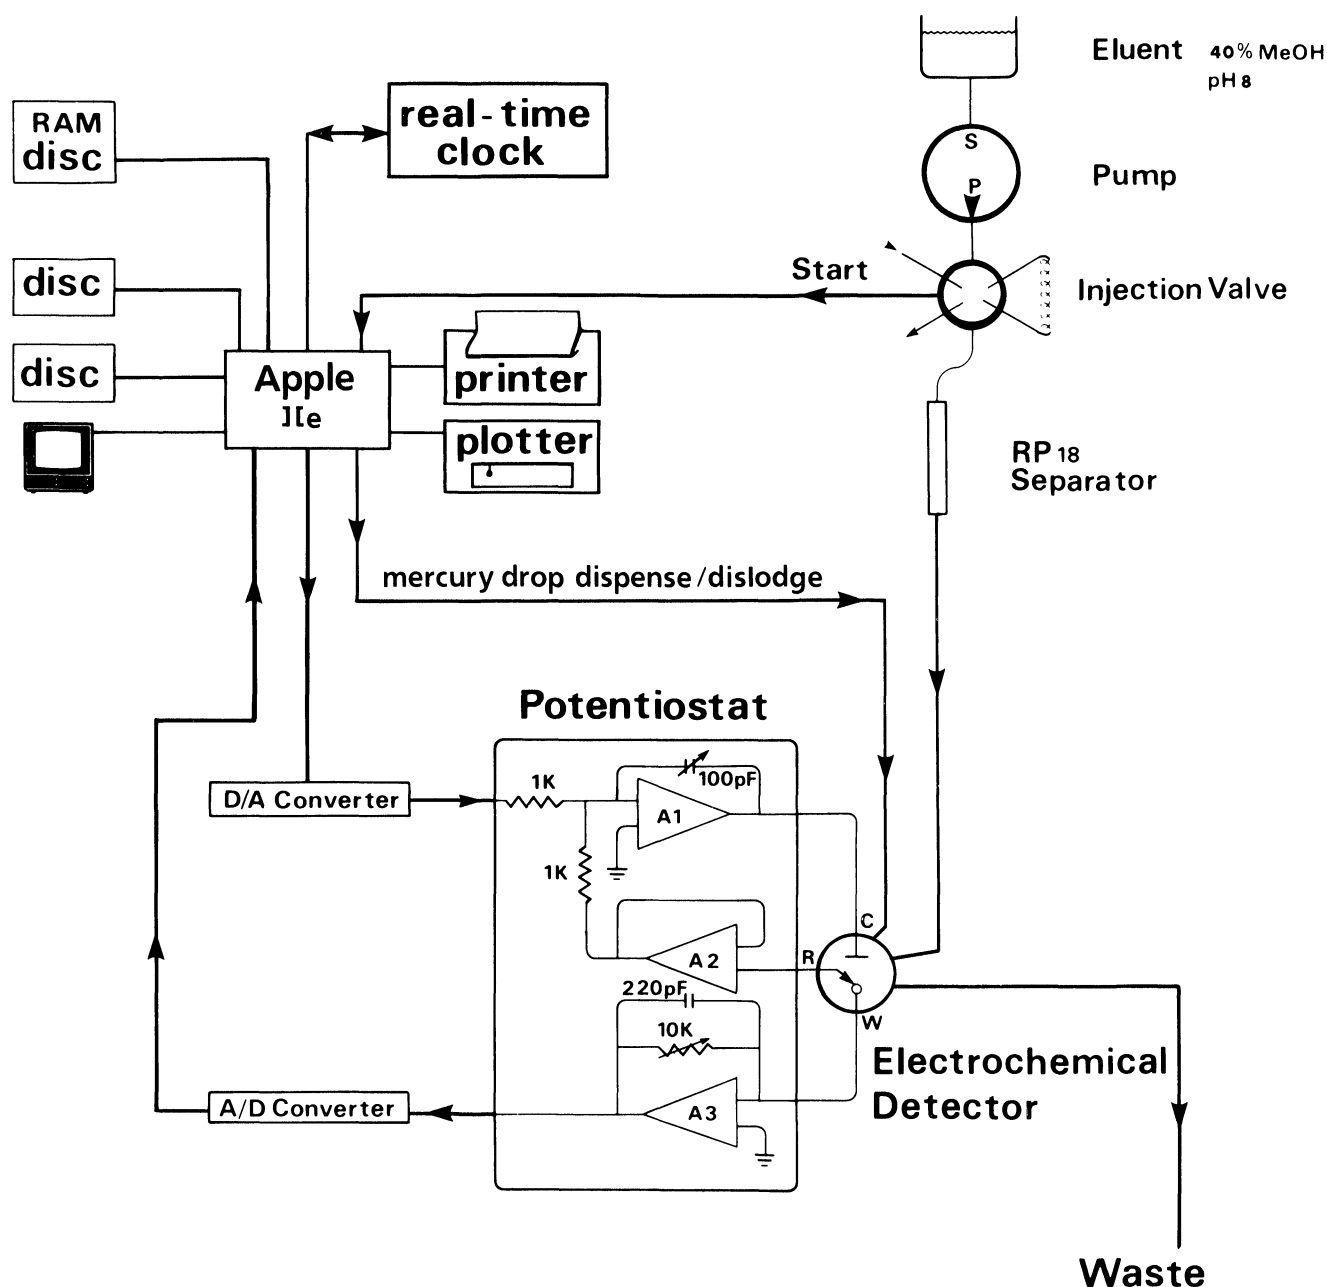 Eluent 40% MeOH
pH 8
RAM
disc
real-time
clock
S
P
Pump
Start
Injection Valve
disc
disc
Apple
IIe
printer
plotter
RP 18
Separator
mercury drop dispense/dislodge
Potentiostat
1K
100pF
D/A Converter
A1
1K
C
R
A2
220pF
W
10K
Electrochemical
Detector
A/D Converter
A3
Waste